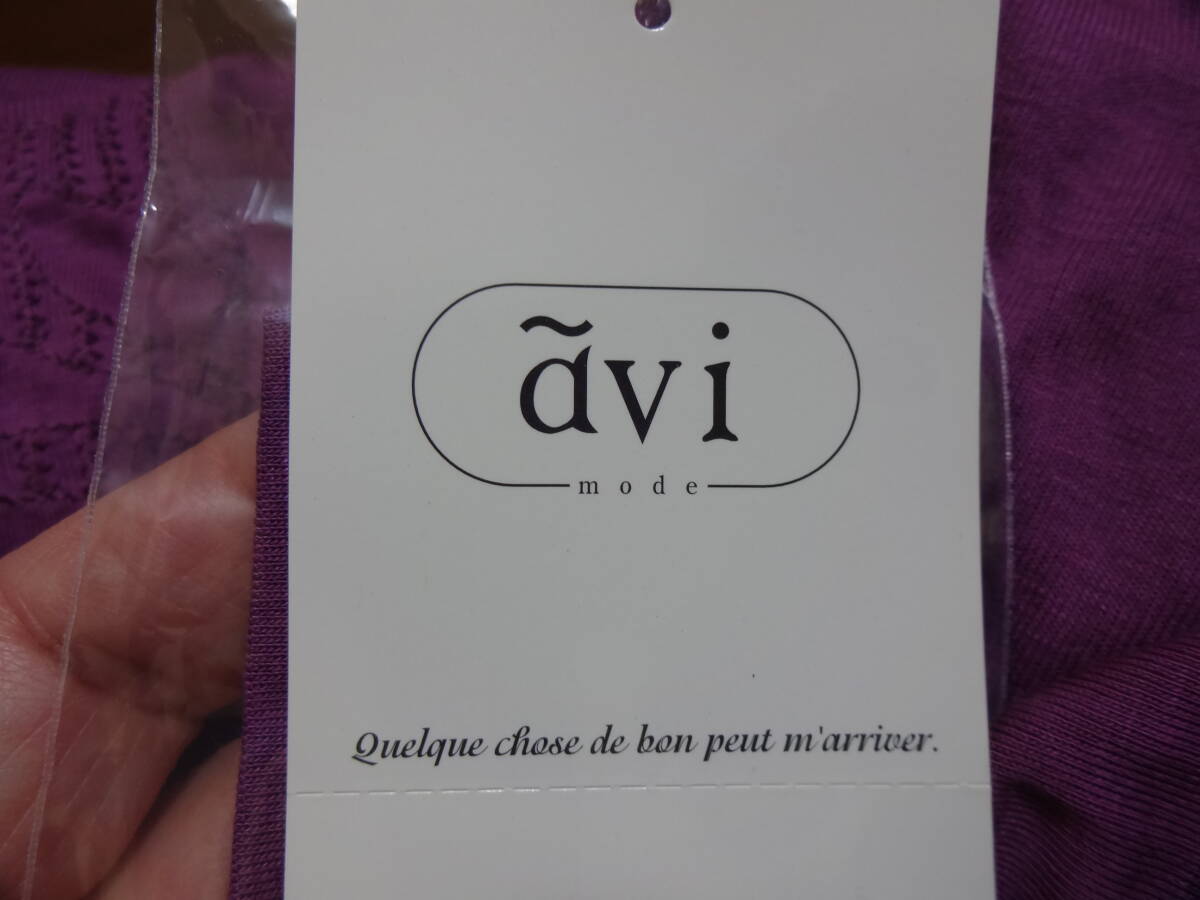 ãvi
mode
Quelque chose de bon peut m'arriver.